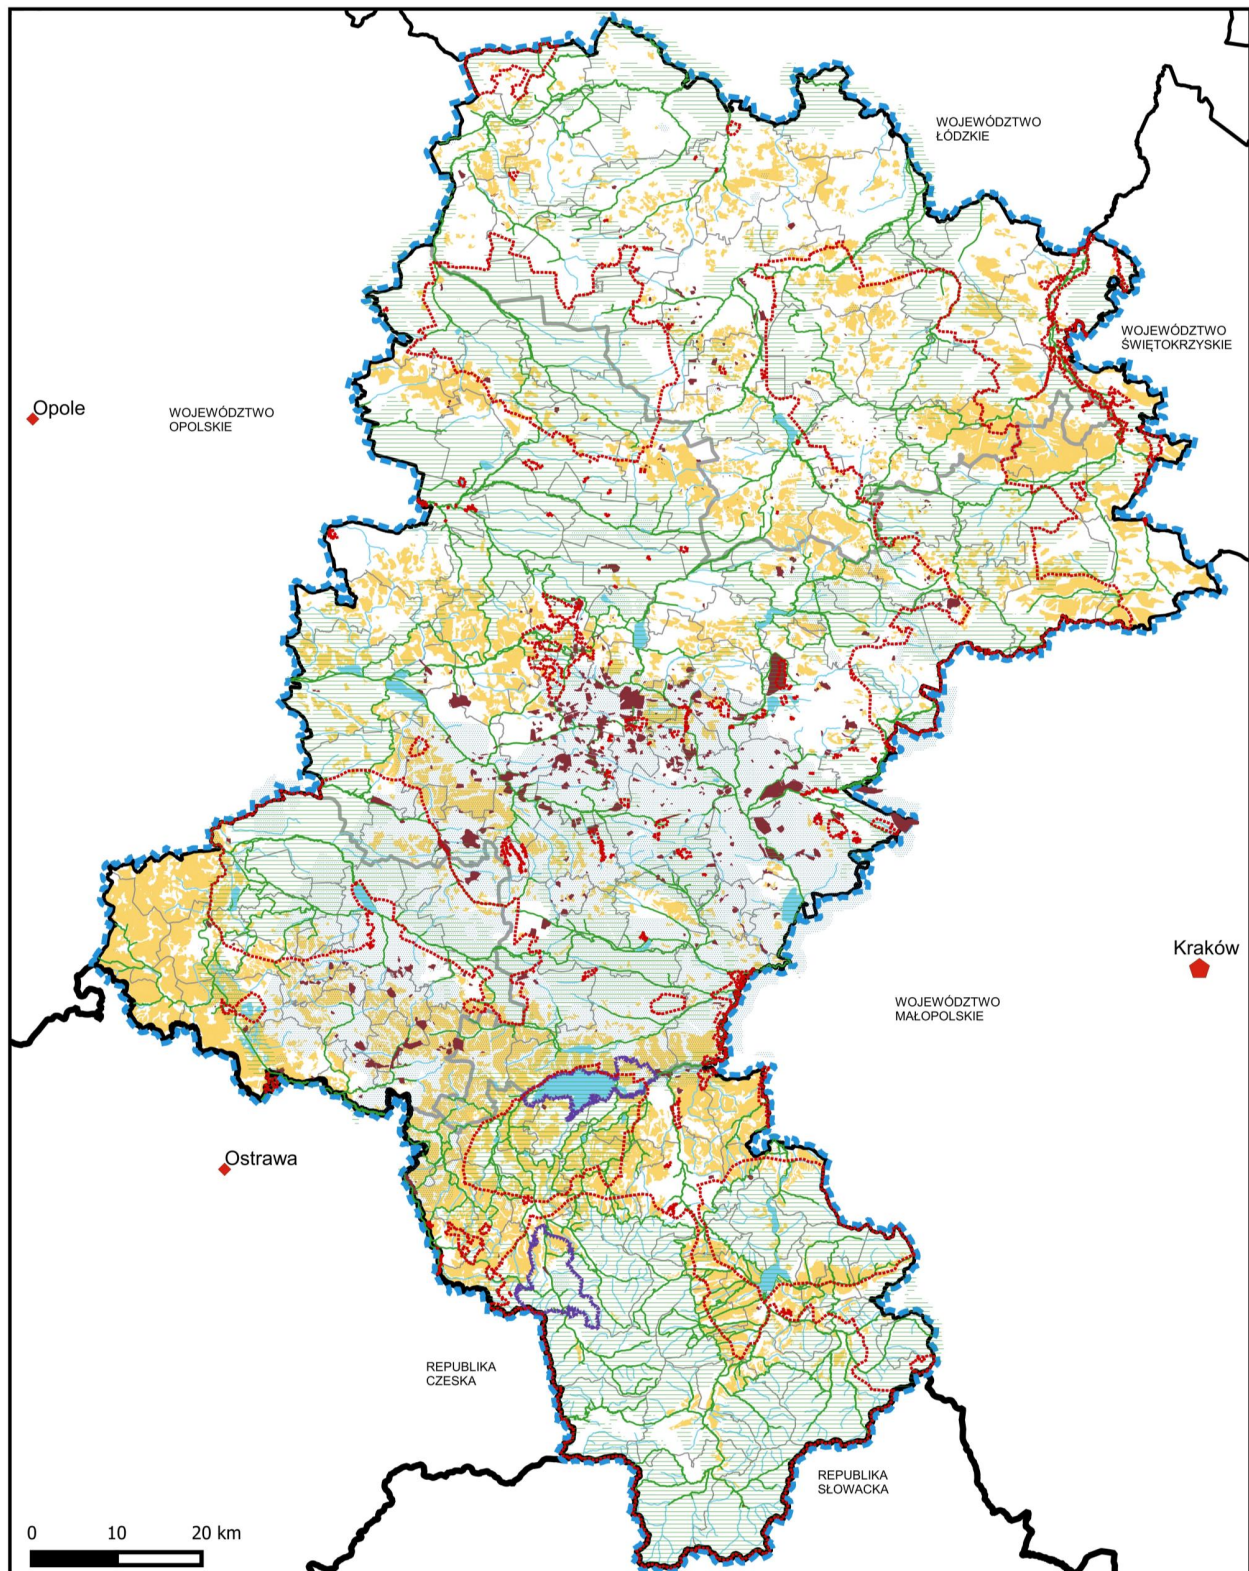 WOJEWÓDZTWO
ŁÓDZKIE
WOJEWÓDZTWO
ŚWIĘTOKRZYSKIE
Opole
WOJEWÓDZTWO
OPOLSKIE
Kraków
WOJEWÓDZTWO
MAŁOPOLSKIE
Ostrawa
REPUBLIKA
CZESKA
REPUBLIKA
SŁOWACKA
0 10 20 km